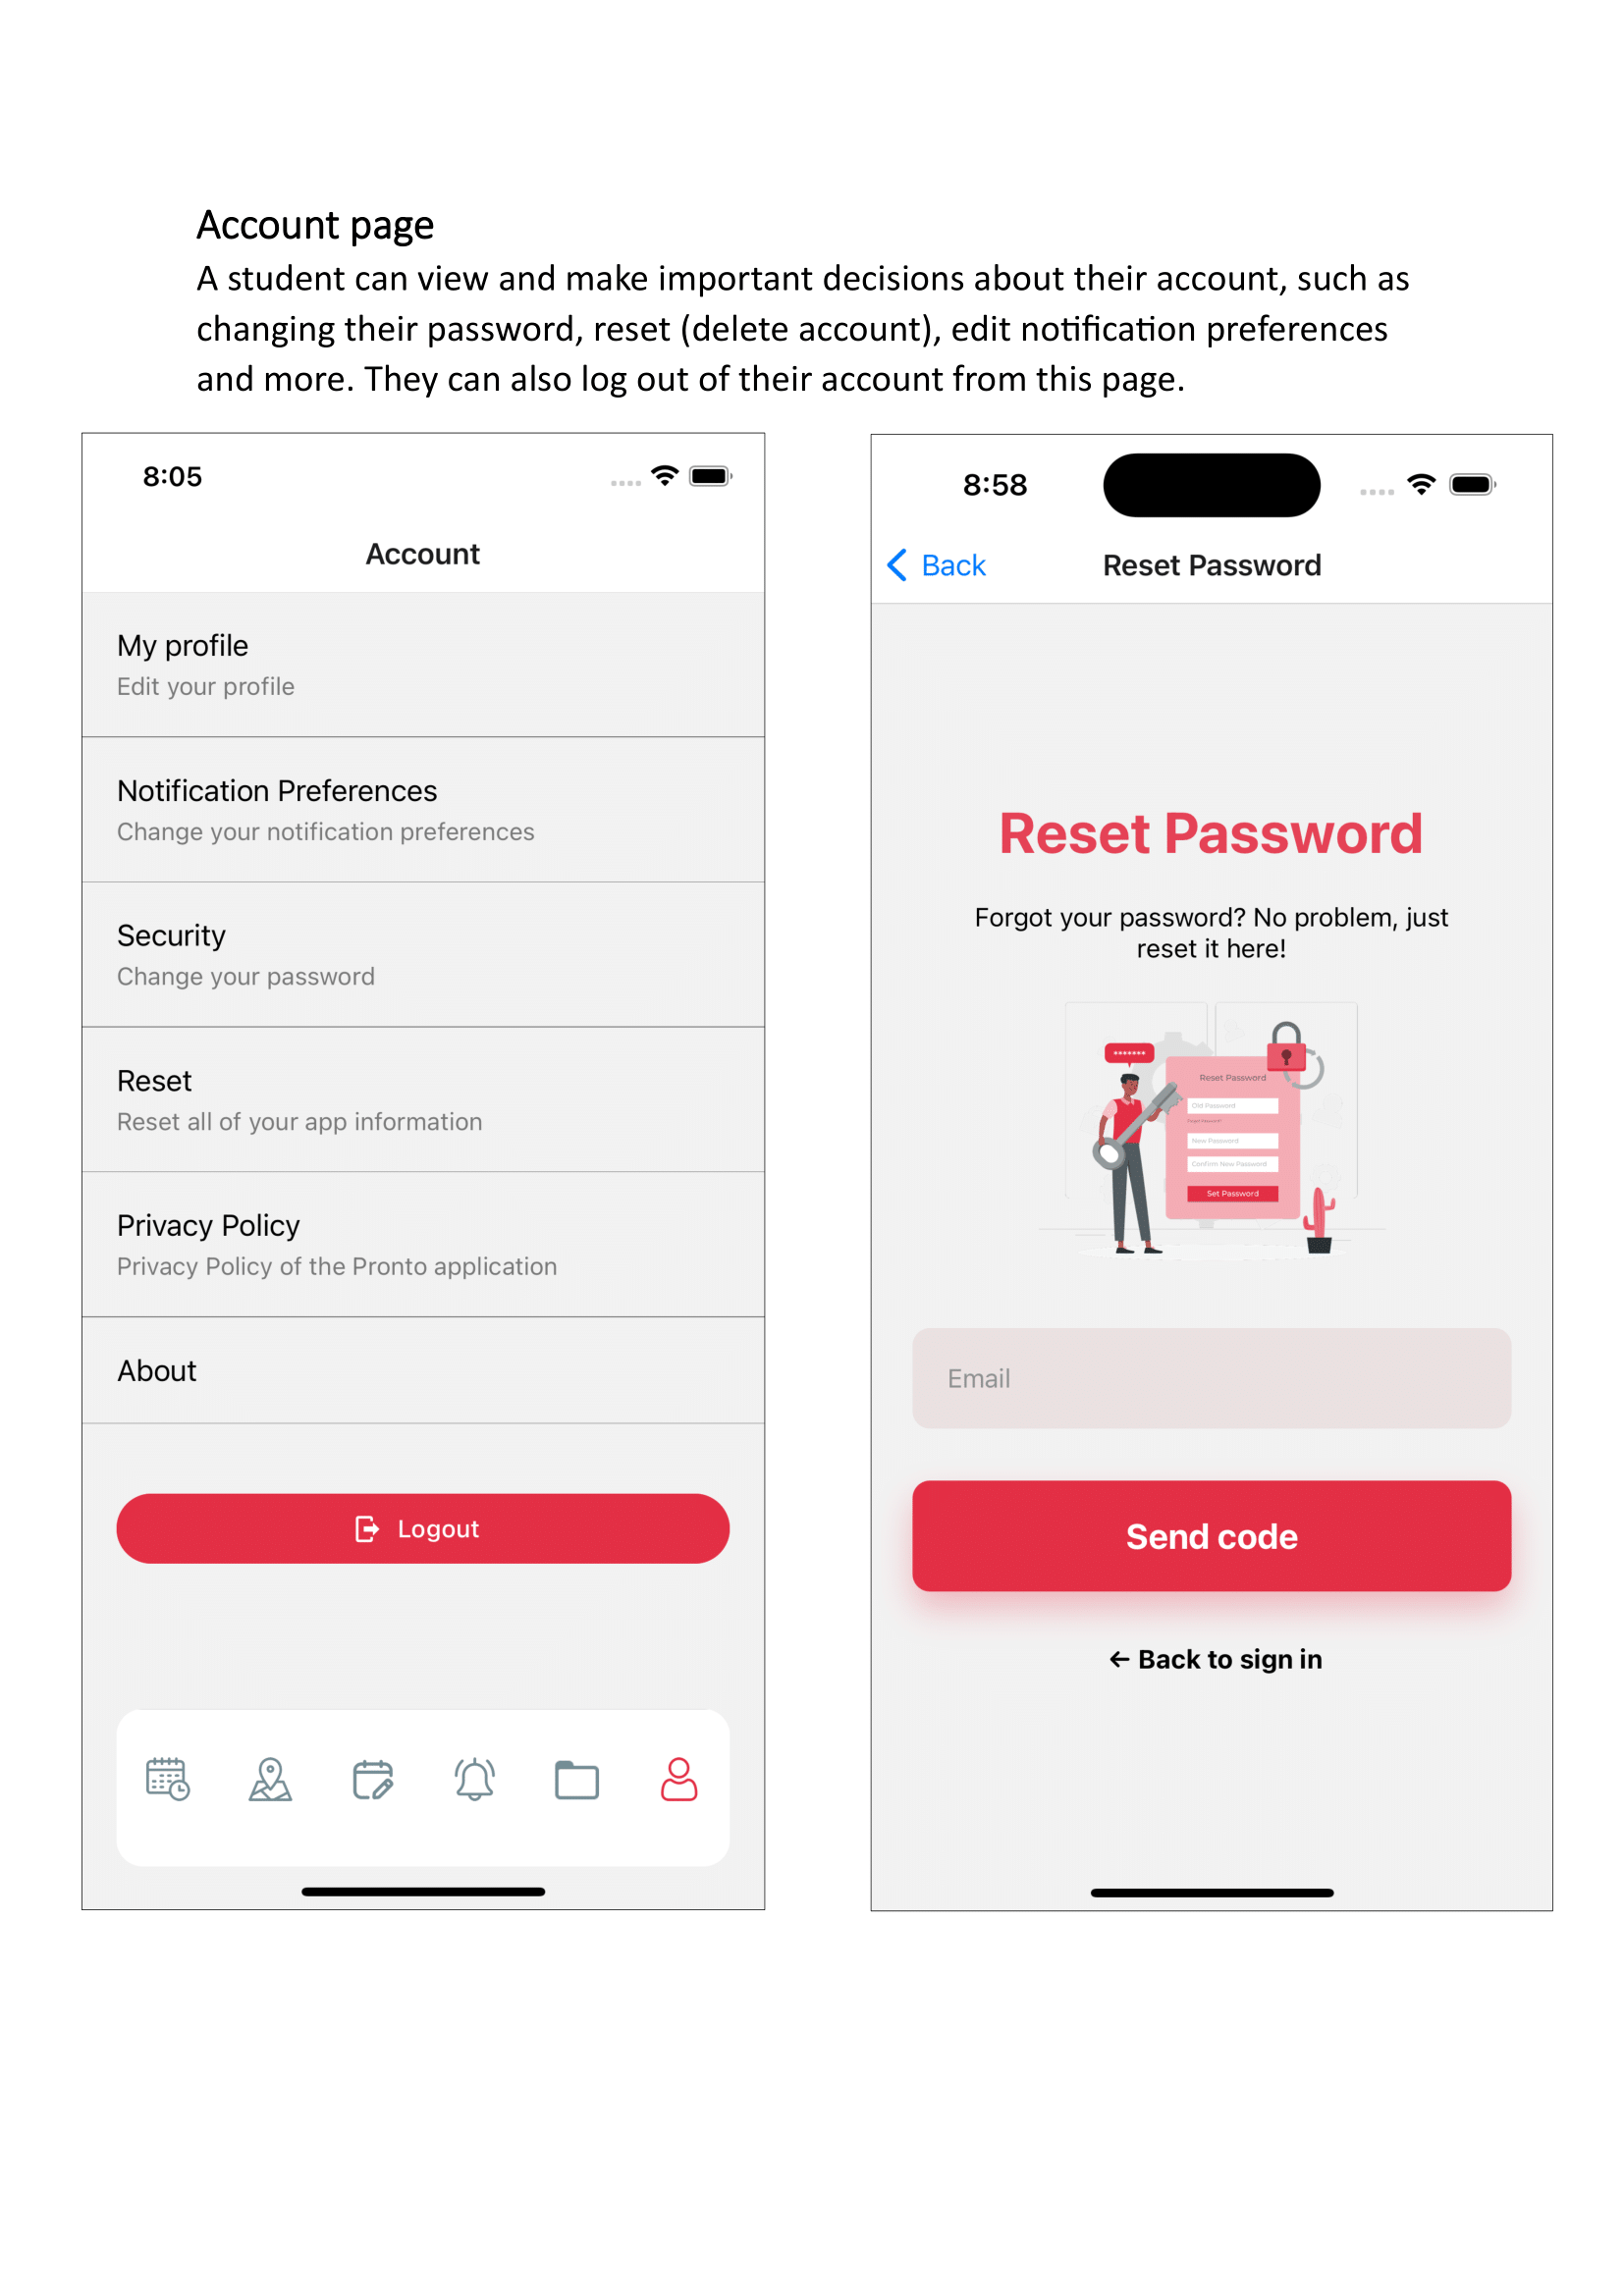 Account page
A student can view and make important decisions about their account, such as
changing their password, reset (delete account), edit notification preferences
and more. They can also log out of their account from this page.
8:05
Account
My profile
Edit your profile
Notification Preferences
Change your notification preferences
Security
Change your password
Reset
Reset all of your app information
Privacy Policy
Privacy Policy of the Pronto application
About
Logout
8:58
Back
Reset Password
Reset Password
Forgot your password? No problem, just
reset it here!
*******
Reset Password
Old Password
Forgot Password?
New Password
Confirm New Password
Set Password
Email
Send code
← Back to sign in